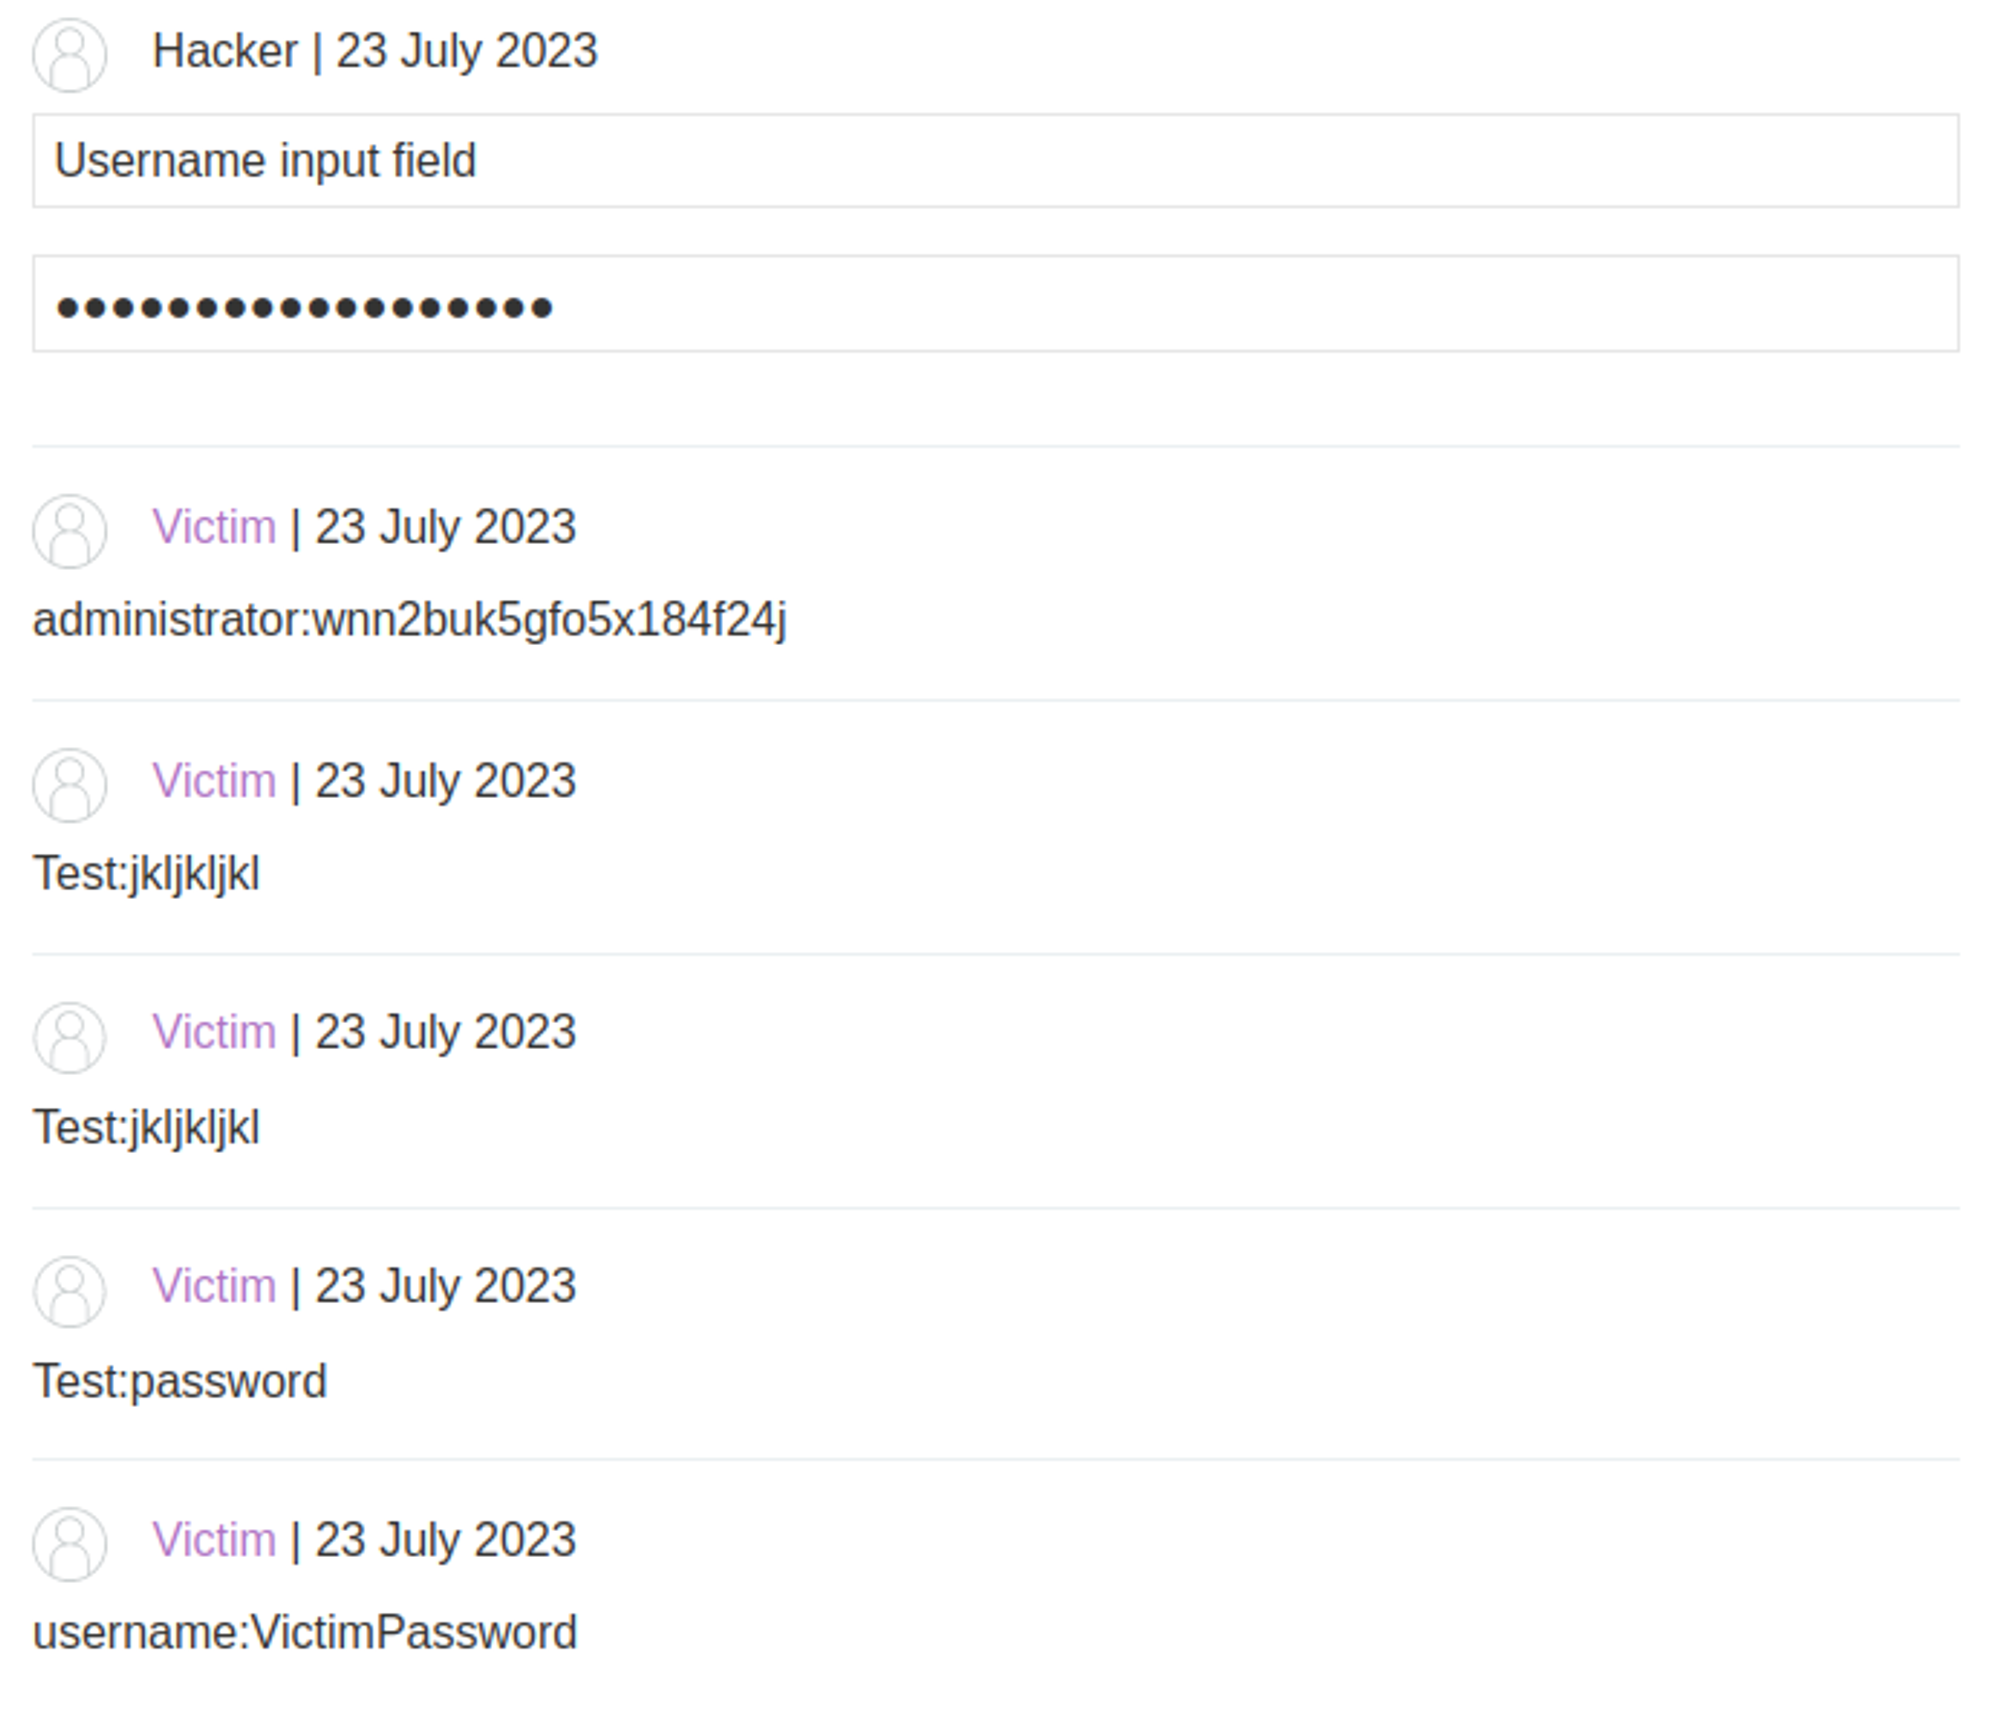 Hacker | 23 July 2023
Username input field
••••••••••••••••••
Victim | 23 July 2023
administrator:wnn2buk5gfo5x184f24j
Victim | 23 July 2023
Test:jkljkljkl
Victim | 23 July 2023
Test:jkljkljkl
Victim | 23 July 2023
Test:password
Victim | 23 July 2023
username:VictimPassword